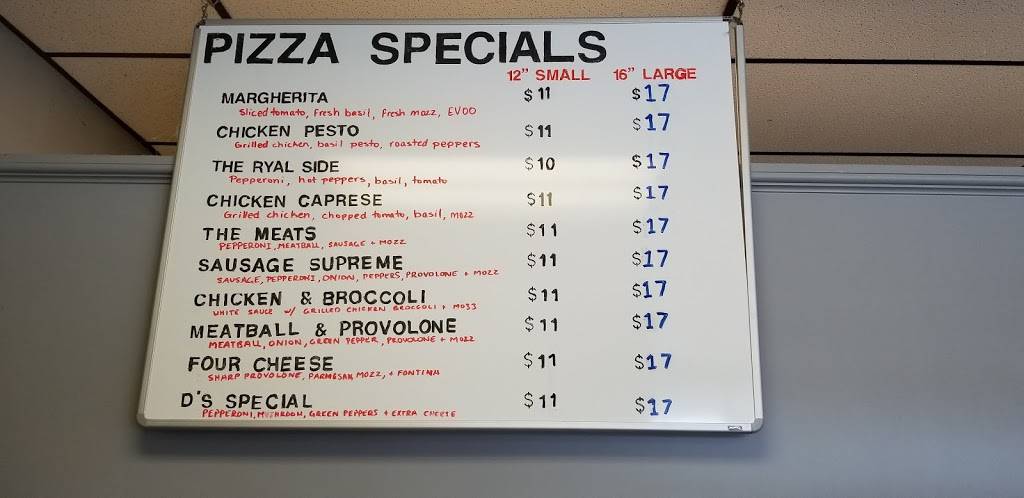 PIZZA SPECIALS
12" SMALL 16" LARGE
MARGHERITA $11 $17
Sliced tomato, fresh basil, fresh mozz, EVOO
CHICKEN PESTO $11 $17
Grilled chicken, basil pesto, roasted peppers
THE RYAL SIDE $10 $17
Pepperoni, hot peppers, basil, tomato
CHICKEN CAPRESE $11 $17
Grilled chicken, chopped tomato, basil, mozz
THE MEATS $11 $17
PEPPERONI, MEATBALL, SAUSAGE + MOZZ
SAUSAGE SUPREME $11 $17
SAUSAGE, PEPPERONI, ONION, PEPPERS, PROVOLONE + MOZZ
CHICKEN & BROCCOLI $11 $17
WHITE SAUCE w/ GRILLED CHICKEN BROCCOLI + MOZZ
MEATBALL & PROVOLONE $11 $17
MEATBALL, ONION, GREEN PEPPER, PROVOLONE + MOZZ
FOUR CHEESE $11 $17
SHARP PROVOLONE, PARMESAN, MOZZ, + FONTINA
D'S SPECIAL $11 $17
PEPPERONI, MUSHROOM, GREEN PEPPERS + EXTRA CHEESE